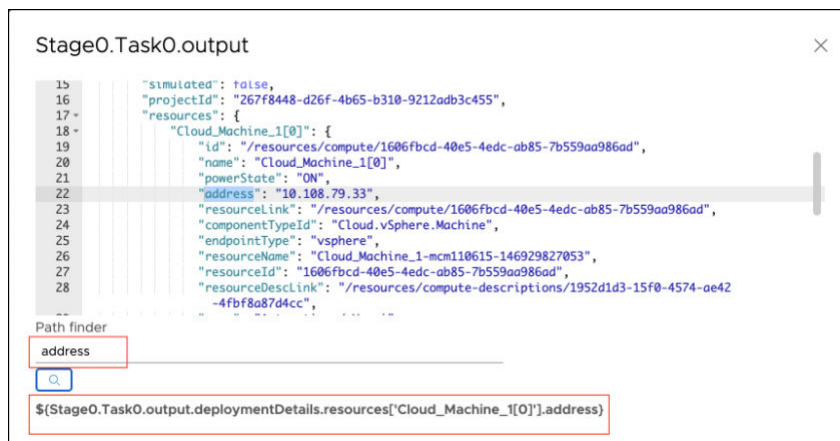 Stage0.Task0.output
15 "simulated": false,
16 "projectId": "267f8448-d26f-4b65-b310-9212adb3c455",
17 "resources": {
18 "Cloud_Machine_1[0]": {
19 "id": "/resources/compute/1606fbcd-40e5-4edc-ab85-7b559aa986ad",
20 "name": "Cloud_Machine_1[0]",
21 "powerState": "ON",
22 "address": "10.108.79.33",
23 "resourceLink": "/resources/compute/1606fbcd-40e5-4edc-ab85-7b559aa986ad",
24 "componentTypeId": "Cloud.vSphere.Machine",
25 "endpointType": "vsphere",
26 "resourceName": "Cloud_Machine_1-mcm110615-146929827053",
27 "resourceId": "1606fbcd-40e5-4edc-ab85-7b559aa986ad",
28 "resourceDescLink": "/resources/compute-descriptions/1952d1d3-15f0-4574-ae42
-4fbf8a87d4cc",
Path finder
address
${Stage0.Task0.output.deploymentDetails.resources['Cloud_Machine_1[0]'].address}